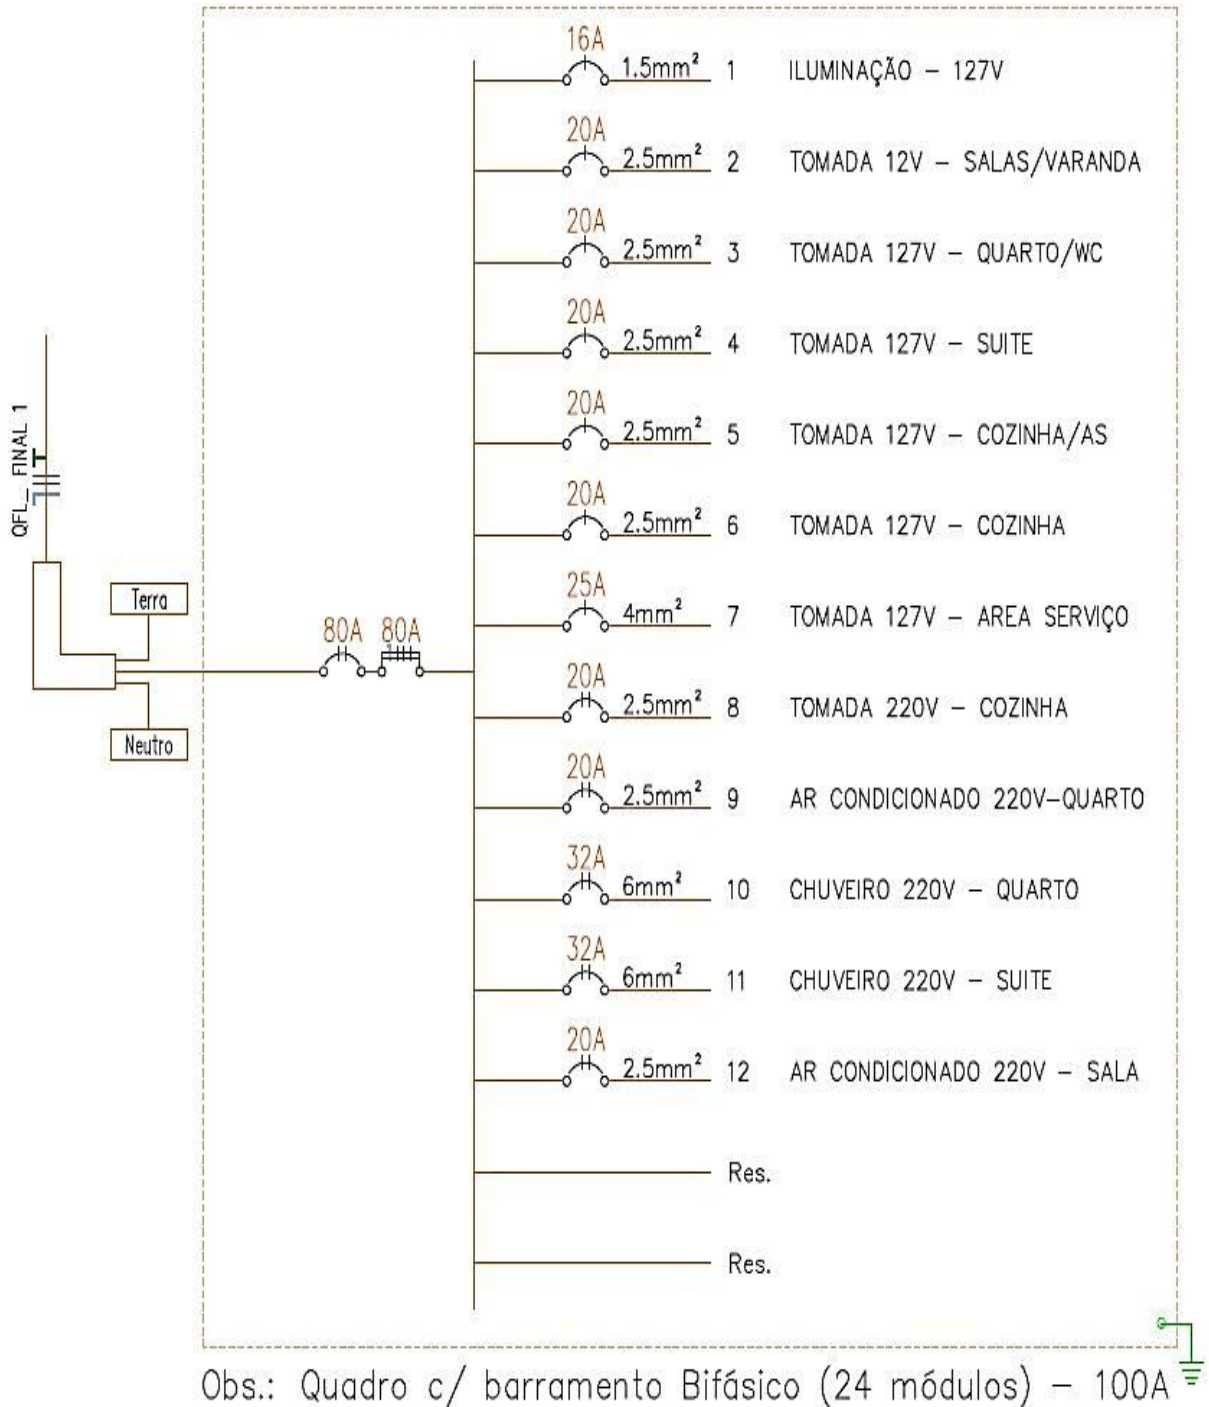 16A
1.5mm² 1 ILUMINAÇÃO - 127V
20A
2.5mm² 2 TOMADA 12V - SALAS/VARANDA
20A
2.5mm² 3 TOMADA 127V - QUARTO/WC
20A
2.5mm² 4 TOMADA 127V - SUITE
20A
2.5mm² 5 TOMADA 127V - COZINHA/AS
20A
2.5mm² 6 TOMADA 127V - COZINHA
25A
4mm² 7 TOMADA 127V - AREA SERVIÇO
20A
2.5mm² 8 TOMADA 220V - COZINHA
20A
2.5mm² 9 AR CONDICIONADO 220V-QUARTO
32A
6mm² 10 CHUVEIRO 220V - QUARTO
32A
6mm² 11 CHUVEIRO 220V - SUITE
20A
2.5mm² 12 AR CONDICIONADO 220V - SALA
Res.
Res.
QFL_ FINAL 1
Terra
Neutro
80A 80A
Obs.: Quadro c/ barramento Bifásico (24 módulos) - 100A